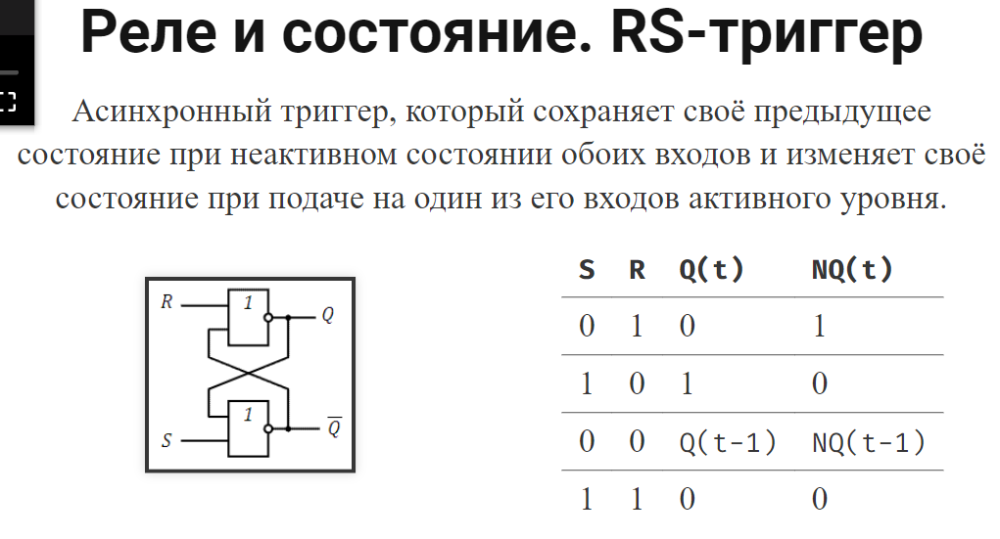 Реле и состояние. RS-триггер
Асинхронный триггер, который сохраняет своё предыдущее
состояние при неактивном состоянии обоих входов и изменяет своё
состояние при подаче на один из его входов активного уровня.
R 1 Q
S 1 Q̅
S R Q(t) NQ(t)
0 1 0 1
1 0 1 0
0 0 Q(t-1) NQ(t-1)
1 1 0 0